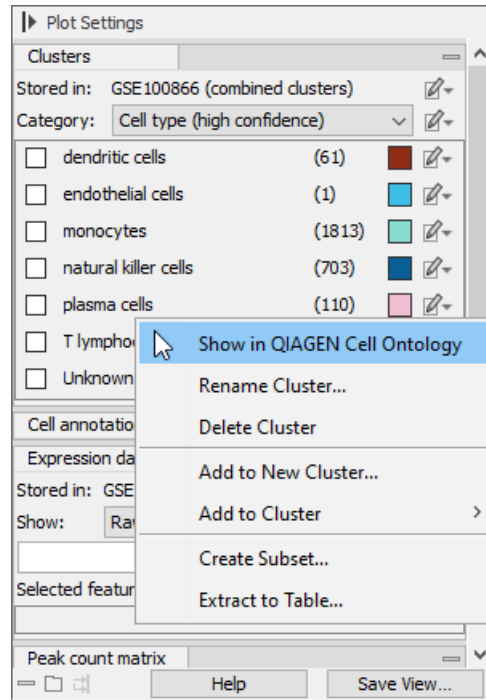 Plot Settings
Clusters
Stored in: GSE100866 (combined clusters)
Category: Cell type (high confidence)
dendritic cells (61)
endothelial cells (1)
monocytes (1813)
natural killer cells (703)
plasma cells (110)
T lympho
Unknown
Show in QIAGEN Cell Ontology
Rename Cluster...
Delete Cluster
Add to New Cluster...
Add to Cluster
Create Subset...
Extract to Table...
Cell annotatio
Expression da
Stored in: GSE
Show: Ra
Selected featur
Peak count matrix
Help Save View...